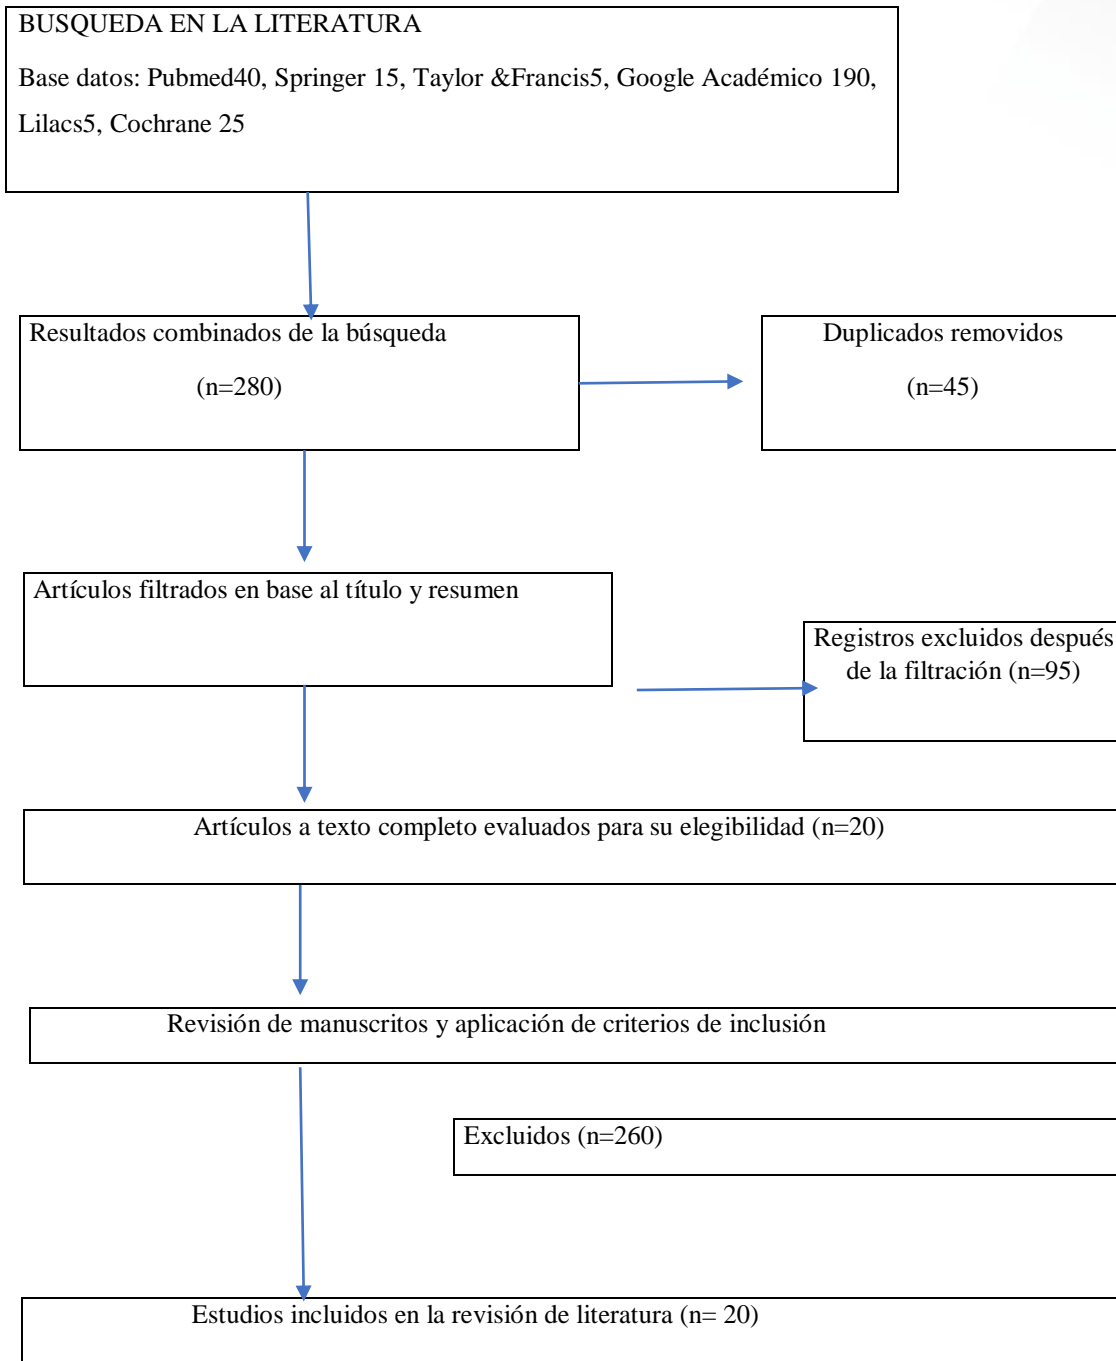 BUSQUEDA EN LA LITERATURA
Base datos: Pubmed40, Springer 15, Taylor &Francis5, Google Académico 190,
Lilacs5, Cochrane 25
Resultados combinados de la búsqueda
(n=280)
Duplicados removidos
(n=45)
Artículos filtrados en base al título y resumen
Registros excluidos después
de la filtración (n=95)
Artículos a texto completo evaluados para su elegibilidad (n=20)
Revisión de manuscritos y aplicación de criterios de inclusión
Excluidos (n=260)
Estudios incluidos en la revisión de literatura (n= 20)